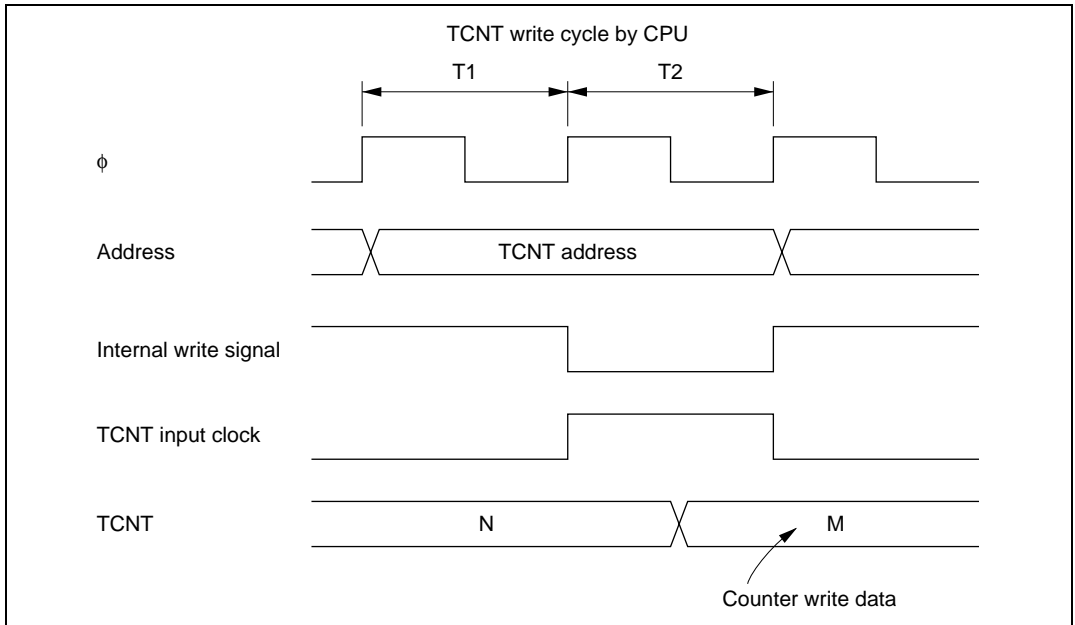 TCNT write cycle by CPU
T1 T2
ϕ
Address TCNT address
Internal write signal
TCNT input clock
TCNT N M
Counter write data